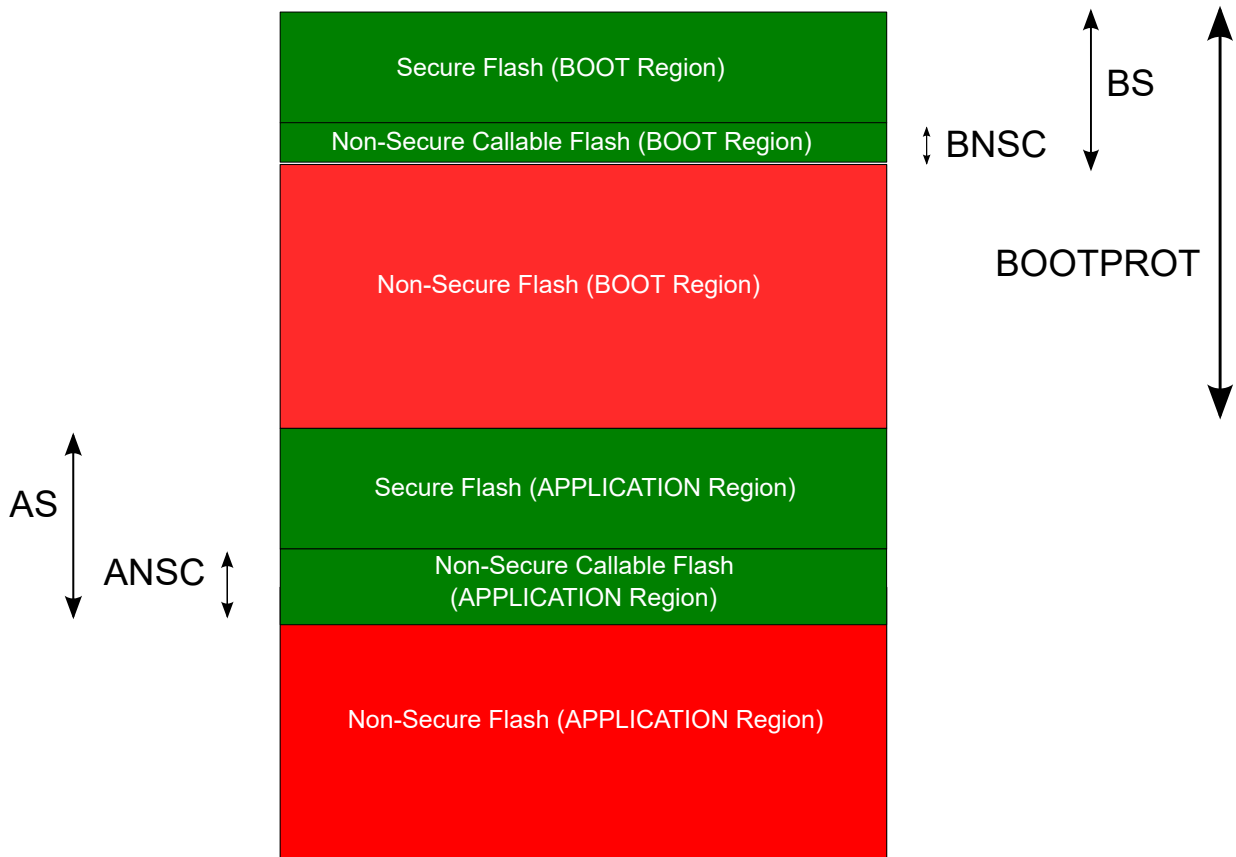 Secure Flash (BOOT Region)
BS
Non-Secure Callable Flash (BOOT Region)
BNSC
BOOTPROT
Non-Secure Flash (BOOT Region)
Secure Flash (APPLICATION Region)
AS
ANSC
Non-Secure Callable Flash
(APPLICATION Region)
Non-Secure Flash (APPLICATION Region)